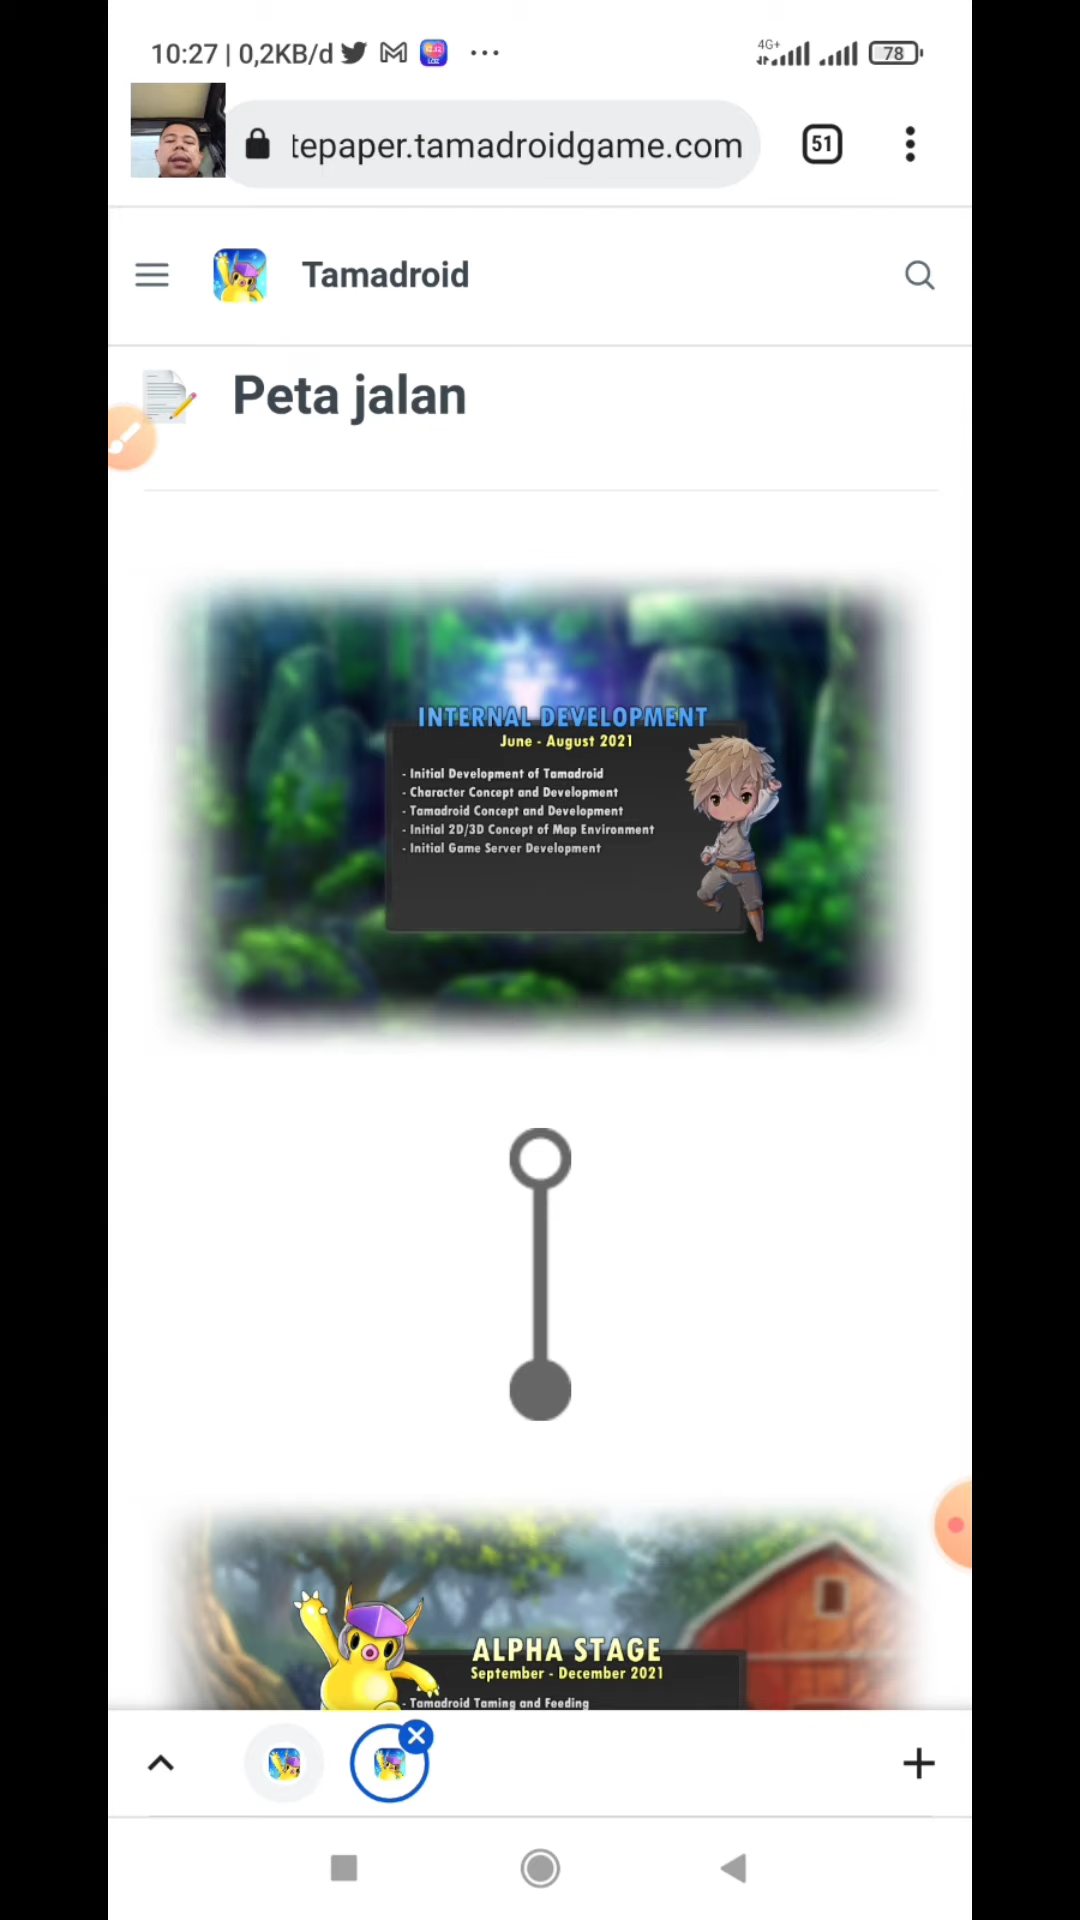 10:27 | 0,2KB/d
4G+
78
tepaper.tamadroidgame.com
51
Tamadroid
Peta jalan
INTERNAL DEVELOPMENT
June - August 2021
- Initial Development of Tamadroid
- Character Concept and Development
- Tamadroid Concept and Development
- Initial 2D/3D Concept of Map Environment
- Initial Game Server Development
ALPHA STAGE
September - December 2021
- Tamadroid Taming and Feeding